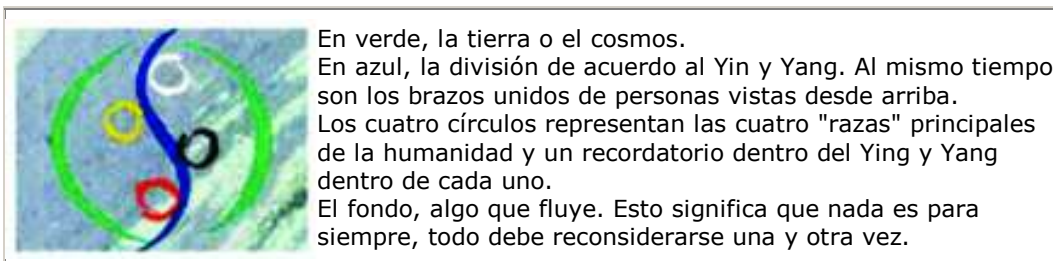 En verde, la tierra o el cosmos.
En azul, la división de acuerdo al Yin y Yang. Al mismo tiempo
son los brazos unidos de personas vistas desde arriba.
Los cuatro círculos representan las cuatro "razas" principales
de la humanidad y un recordatorio dentro del Ying y Yang
dentro de cada uno.
El fondo, algo que fluye. Esto significa que nada es para
siempre, todo debe reconsiderarse una y otra vez.